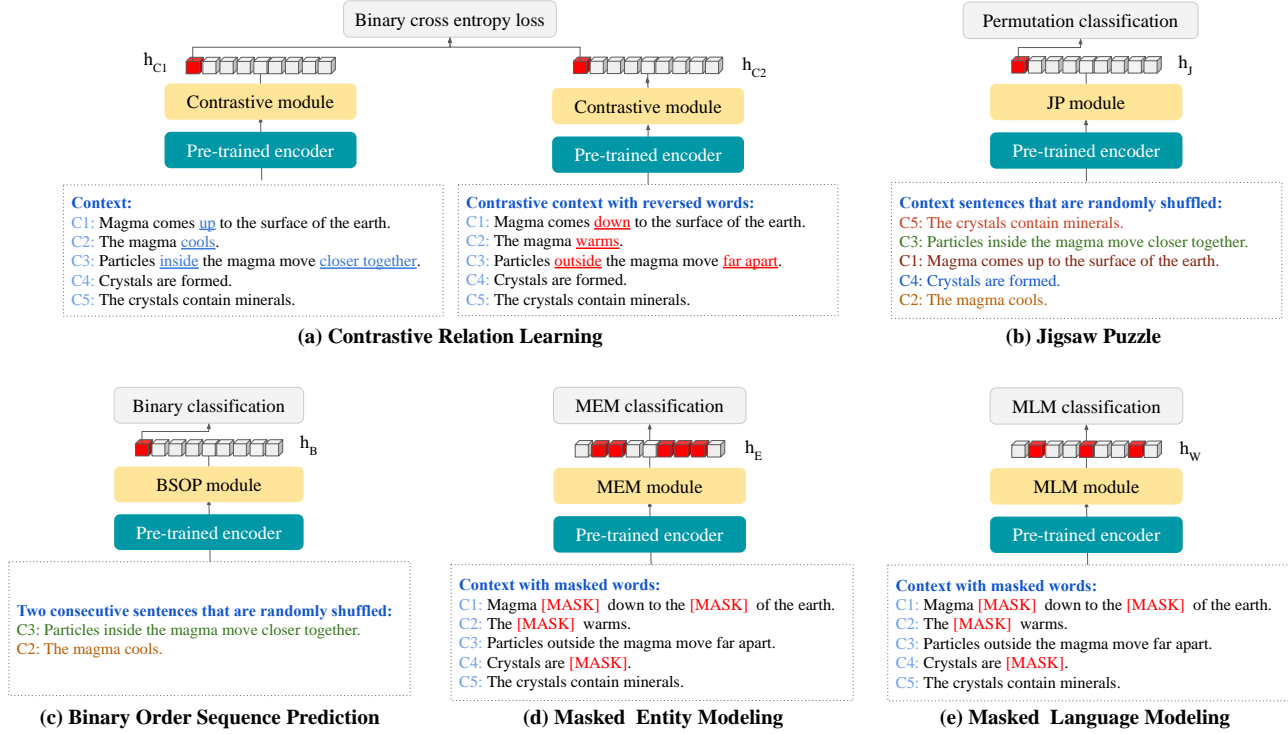 Binary cross entropy loss
h_C1
h_C2
Contrastive module
Contrastive module
Pre-trained encoder
Pre-trained encoder
Context:
C1: Magma comes up to the surface of the earth.
C2: The magma cools.
C3: Particles inside the magma move closer together.
C4: Crystals are formed.
C5: The crystals contain minerals.
Contrastive context with reversed words:
C1: Magma comes down to the surface of the earth.
C2: The magma warms.
C3: Particles outside the magma move far apart.
C4: Crystals are formed.
C5: The crystals contain minerals.
(a) Contrastive Relation Learning
Permutation classification
h_J
JP module
Pre-trained encoder
Context sentences that are randomly shuffled:
C5: The crystals contain minerals.
C3: Particles inside the magma move closer together.
C1: Magma comes up to the surface of the earth.
C4: Crystals are formed.
C2: The magma cools.
(b) Jigsaw Puzzle
Binary classification
h_B
BSOP module
Pre-trained encoder
Two consecutive sentences that are randomly shuffled:
C3: Particles inside the magma move closer together.
C2: The magma cools.
(c) Binary Order Sequence Prediction
MEM classification
h_E
MEM module
Pre-trained encoder
Context with masked words:
C1: Magma [MASK] down to the [MASK] of the earth.
C2: The [MASK] warms.
C3: Particles outside the magma move far apart.
C4: Crystals are [MASK].
C5: The crystals contain minerals.
(d) Masked Entity Modeling
MLM classification
h_W
MLM module
Pre-trained encoder
Context with masked words:
C1: Magma [MASK] down to the [MASK] of the earth.
C2: The [MASK] warms.
C3: Particles outside the magma move far apart.
C4: Crystals are [MASK].
C5: The crystals contain minerals.
(e) Masked Language Modeling